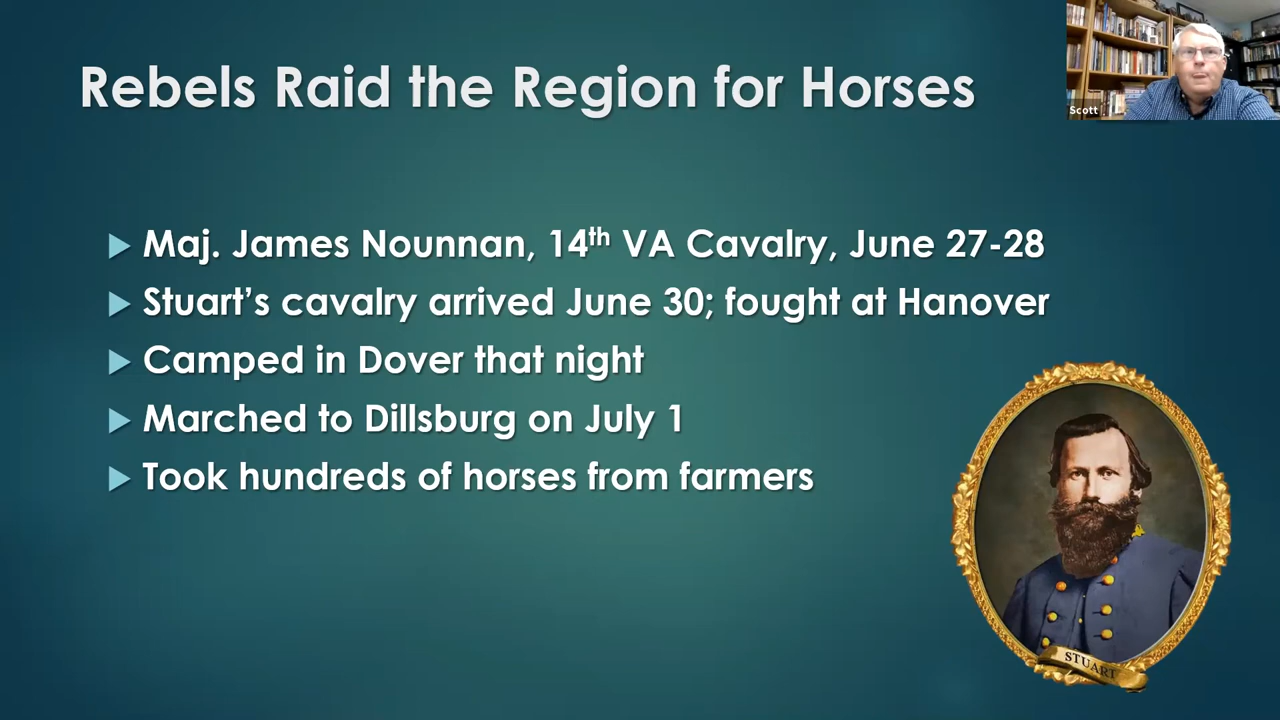 Rebels Raid the Region for Horses
Scott
Maj. James Nounnan, 14th VA Cavalry, June 27-28
Stuart’s cavalry arrived June 30; fought at Hanover
Camped in Dover that night
Marched to Dillsburg on July 1
Took hundreds of horses from farmers
STUART